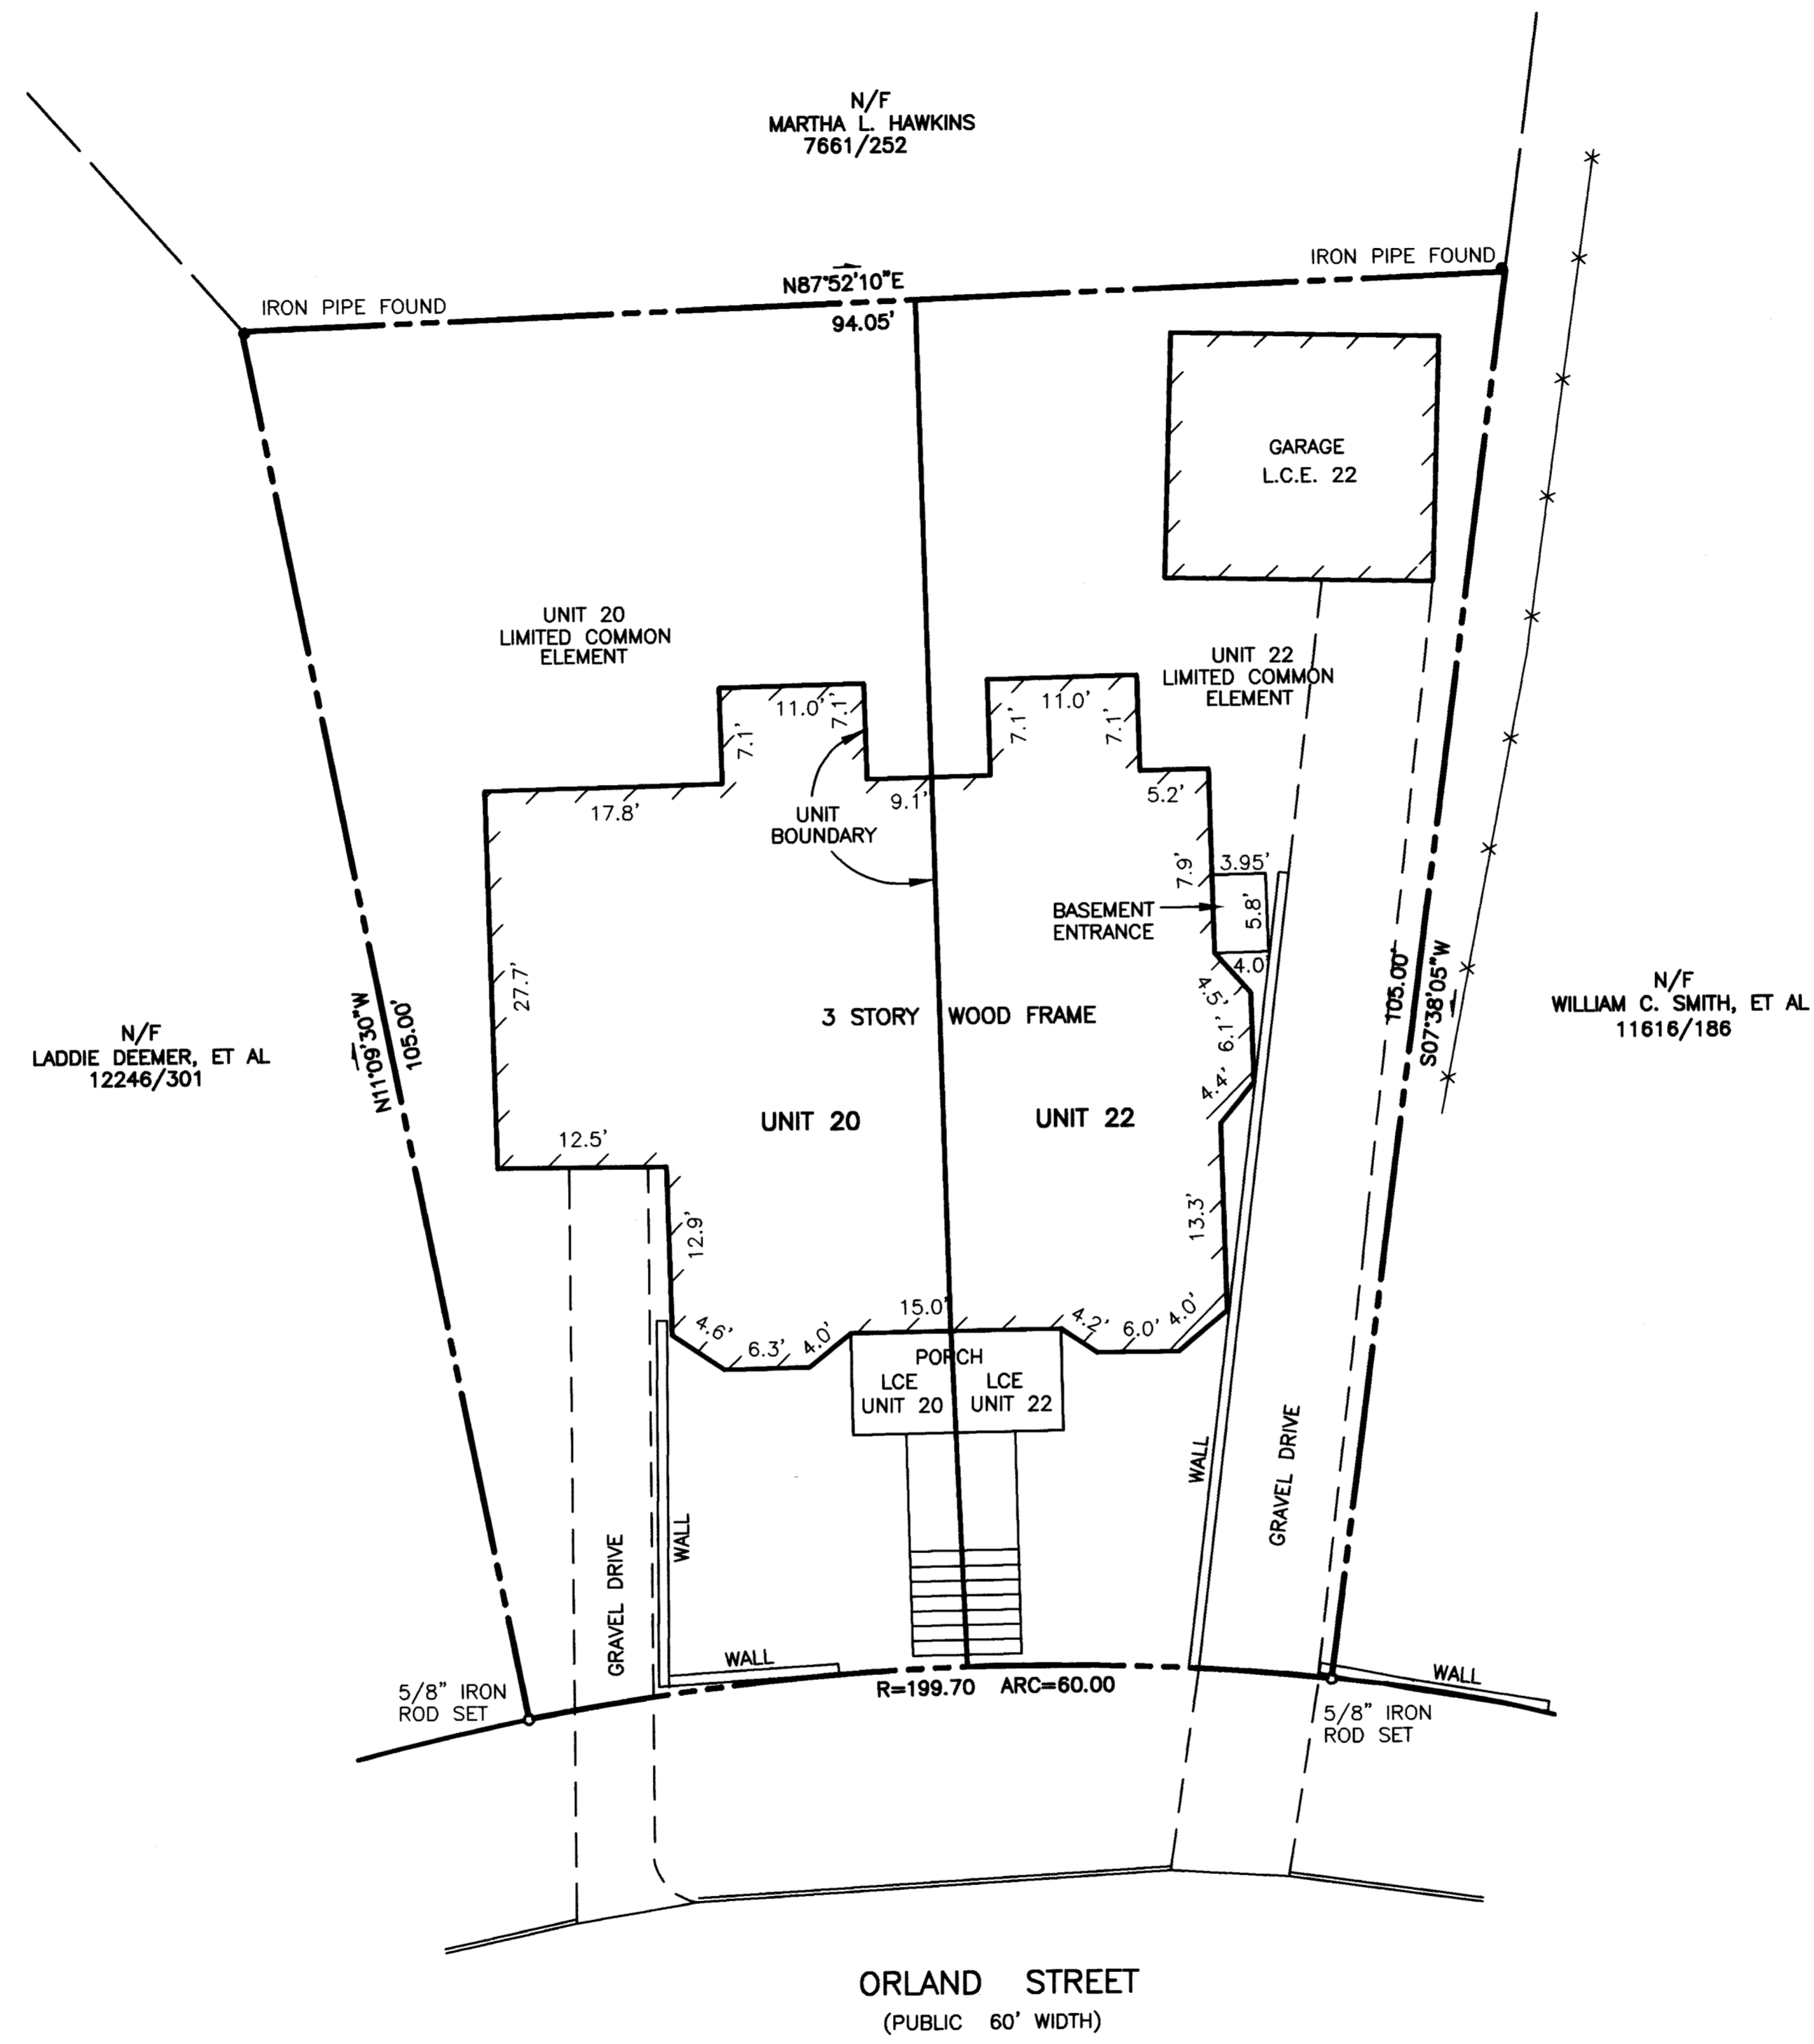 N/F
MARTHA L. HAWKINS
7661/252
IRON PIPE FOUND
N87°52'10"E
94.05'
IRON PIPE FOUND
GARAGE
L.C.E. 22
UNIT 20
LIMITED COMMON
ELEMENT
UNIT 22
LIMITED COMMON
ELEMENT
11.0'
7.1'
7.1'
11.0'
7.1'
7.1'
17.8'
9.1'
5.2'
UNIT
BOUNDARY
7.9'
3.95'
5.8'
BASEMENT
ENTRANCE
4.0'
4.5'
6.1'
4.4'
27.7'
3 STORY WOOD FRAME
N/F
LADDIE DEEMER, ET AL
12246/301
N11°09'30"W
105.00'
105.00'
S07°38'05"W
N/F
WILLIAM C. SMITH, ET AL
11616/186
UNIT 20
UNIT 22
12.5'
12.9'
13.3'
15.0'
4.6'
6.3'
4.0'
4.2'
6.0'
4.0'
PORCH
LCE
UNIT 20
LCE
UNIT 22
WALL
GRAVEL DRIVE
GRAVEL DRIVE
WALL
WALL
WALL
R=199.70 ARC=60.00
5/8" IRON
ROD SET
5/8" IRON
ROD SET
ORLAND STREET
(PUBLIC 60' WIDTH)